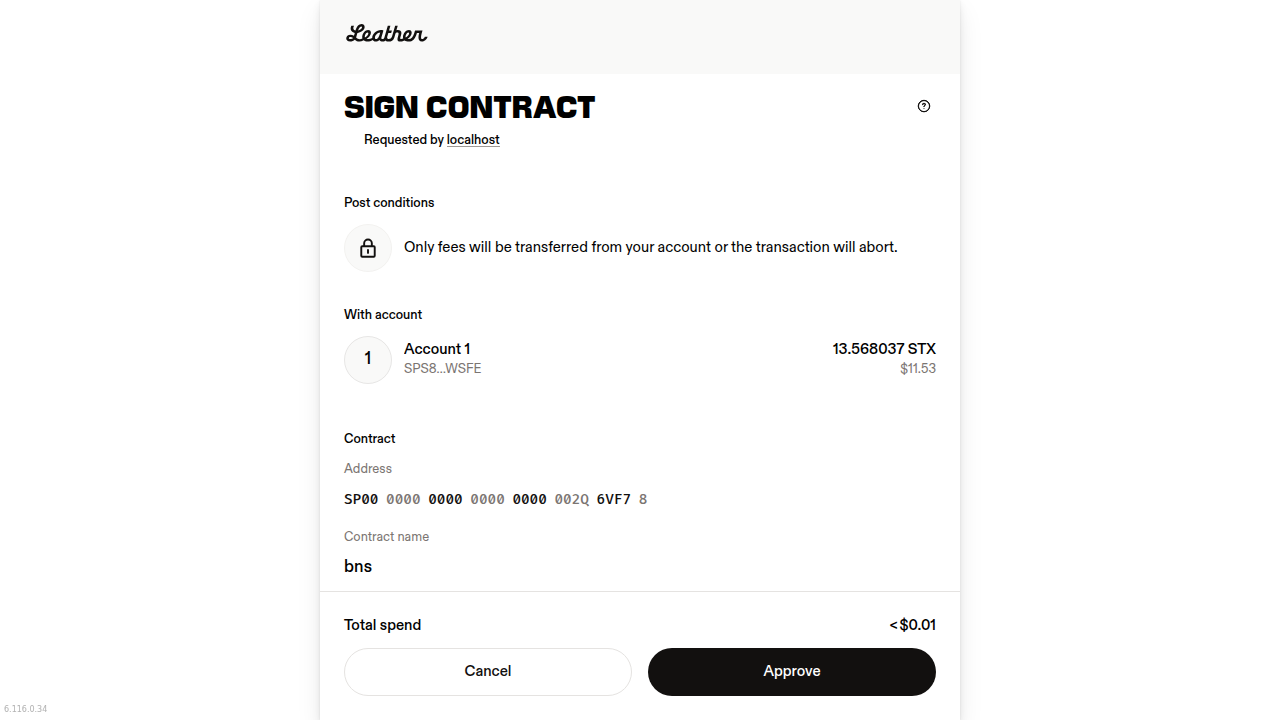 Leather
SIGN CONTRACT
Requested by localhost
Post conditions
Only fees will be transferred from your account or the transaction will abort.
With account
1
Account 1
13.568037 STX
SPS8...WSFE
$11.53
Contract
Address
SP00 0000 0000 0000 0000 002Q 6VF7 8
Contract name
bns
Total spend
<$0.01
Cancel
Approve
6.116.0.34